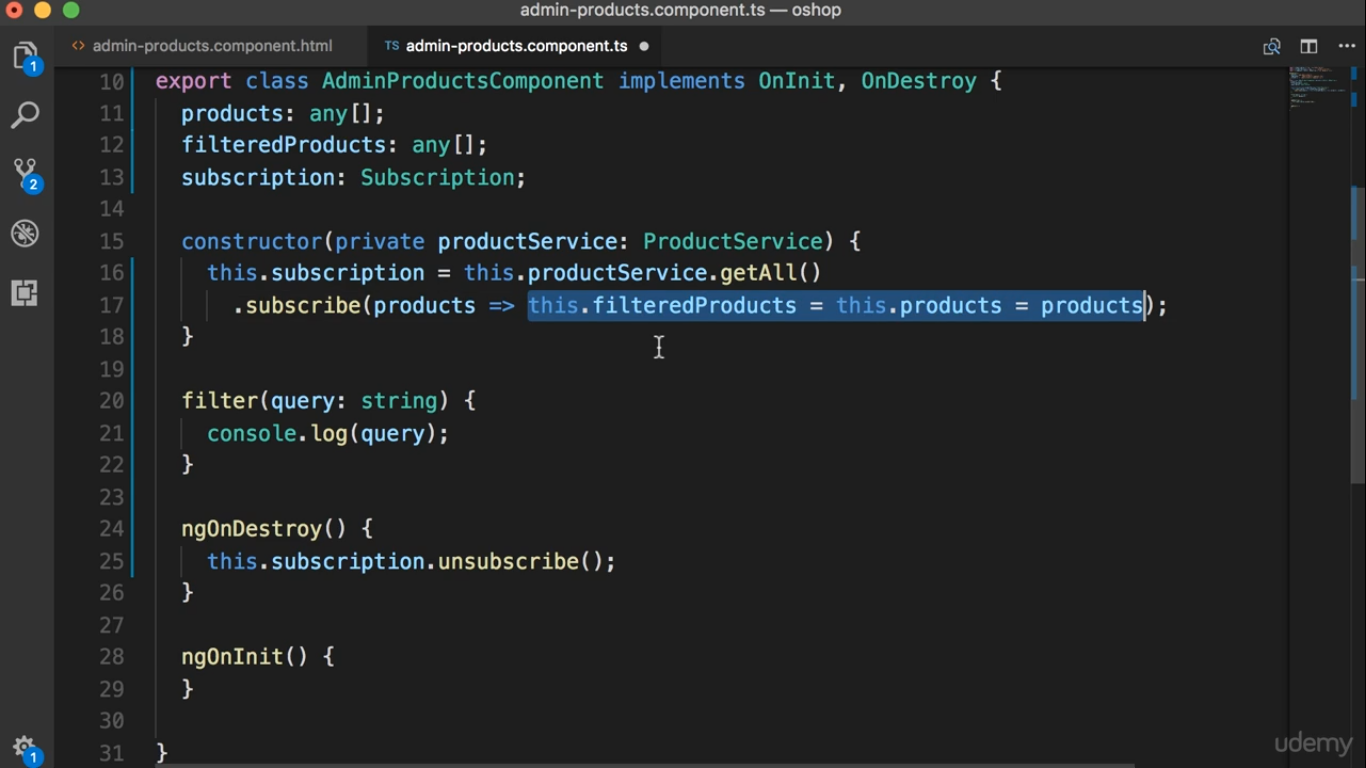 admin-products.component.ts — oshop
<> admin-products.component.html
TS admin-products.component.ts
1
2
1
10 export class AdminProductsComponent implements OnInit, OnDestroy {
11 products: any[];
12 filteredProducts: any[];
13 subscription: Subscription;
14
15 constructor(private productService: ProductService) {
16 this.subscription = this.productService.getAll()
17 .subscribe(products => this.filteredProducts = this.products = products);
18 }
19
20 filter(query: string) {
21 console.log(query);
22 }
23
24 ngOnDestroy() {
25 this.subscription.unsubscribe();
26 }
27
28 ngOnInit() {
29 }
30
31 }
udemy